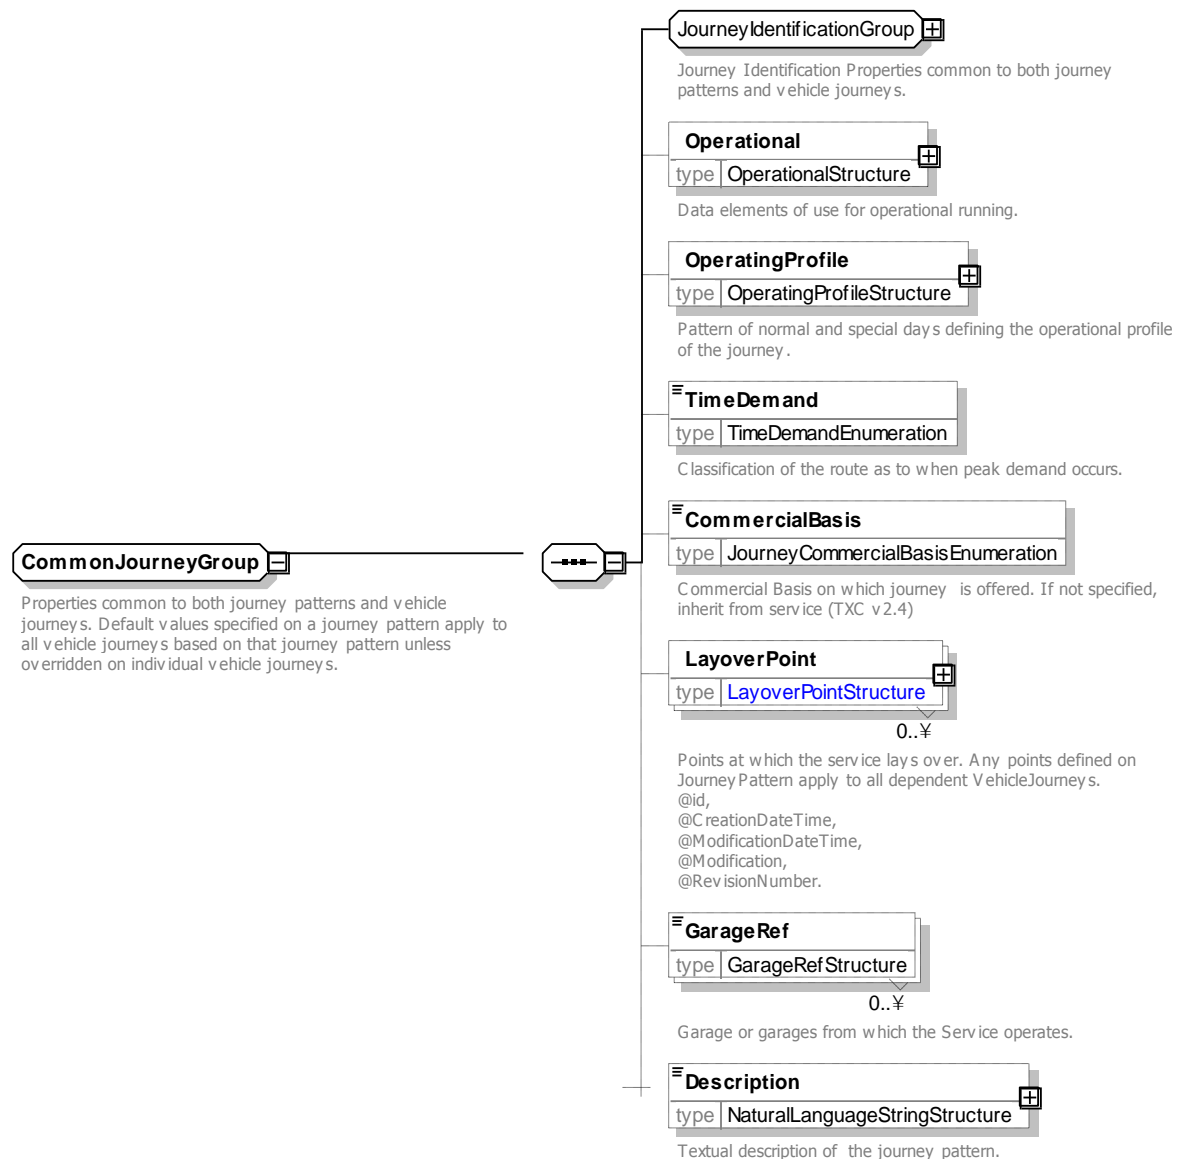 JourneyIdentificationGroup
Journey Identification Properties common to both journey
patterns and vehicle journeys.
Operational
type OperationalStructure
Data elements of use for operational running.
OperatingProfile
type OperatingProfileStructure
Pattern of normal and special days defining the operational profile
of the journey.
TimeDemand
type TimeDemandEnumeration
Classification of the route as to when peak demand occurs.
CommercialBasis
type JourneyCommercialBasisEnumeration
Commercial Basis on which journey is offered. If not specified,
inherit from service (TXC v2.4)
CommonJourneyGroup
Properties common to both journey patterns and vehicle
journeys. Default values specified on a journey pattern apply to
all vehicle journeys based on that journey pattern unless
overridden on individual vehicle journeys.
LayoverPoint
type LayoverPointStructure
0..¥
Points at which the service lays over. Any points defined on
JourneyPattern apply to all dependent VehicleJourneys.
@id,
@CreationDateTime,
@ModificationDateTime,
@Modification,
@RevisionNumber.
GarageRef
type GarageRefStructure
0..¥
Garage or garages from which the Service operates.
Description
type NaturalLanguageStringStructure
Textual description of the journey pattern.